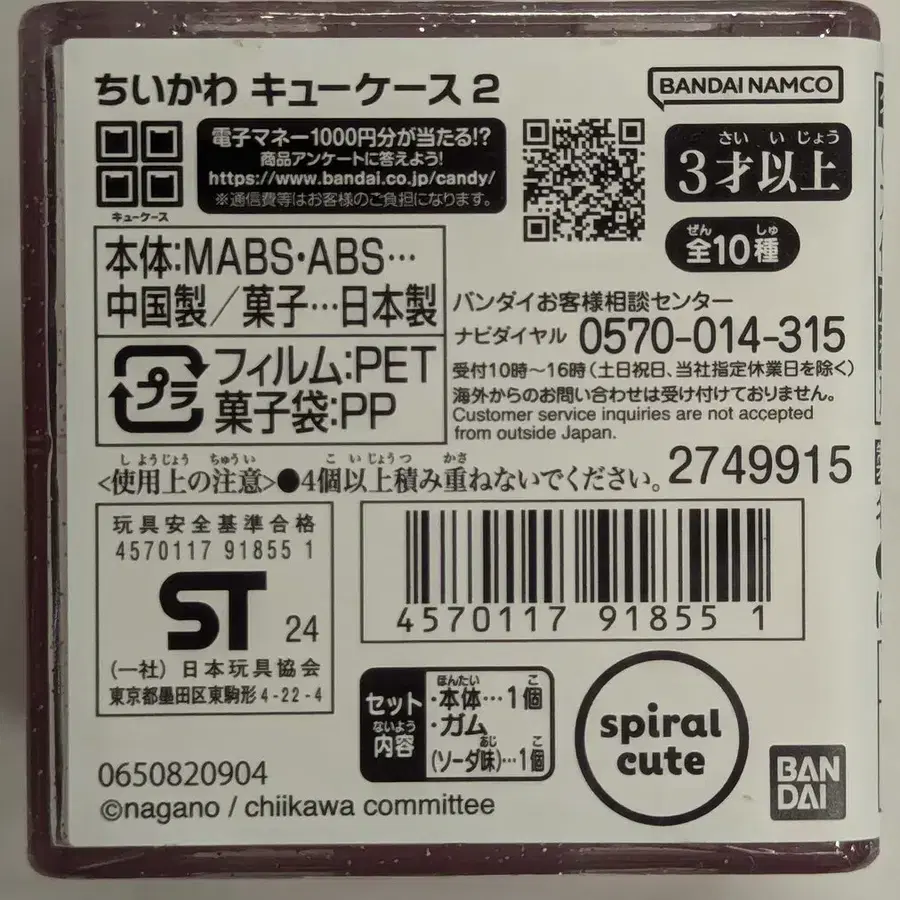 ちいかわ キューケース2
BANDAI NAMCO
キューケース
電子マネー1000円分が当たる!?
商品アンケートに答えよう!
https://www.bandai.co.jp/candy/
※通信費等はお客様のご負担になります。
さい いじょう
3才以上
ぜん しゅ
全10種
本体:MABS・ABS…
中国製/菓子…日本製
プラ
フィルム:PET
菓子袋:PP
バンダイお客様相談センター
ナビダイヤル 0570-014-315
受付10時〜16時(土日祝日、当社指定休業日を除く)
海外からのお問い合わせは受け付けておりません。
Customer service inquiries are not accepted
from outside Japan.
しようじょう ちゅうい こ いじょうつ かさ
<使用上の注意>●4個以上積み重ねないでください。
2749915
玩具安全基準合格
4570117 91855 1
ST 24
(一社) 日本玩具協会
東京都墨田区東駒形4-22-4
4570117 91855 1
セット
ないよう
内容
ほんたい こ
・本体…1個
・ガム
あじ こ
(ソーダ味)…1個
spiral
cute
BAN
DAI
0650820904
©nagano / chiikawa committee